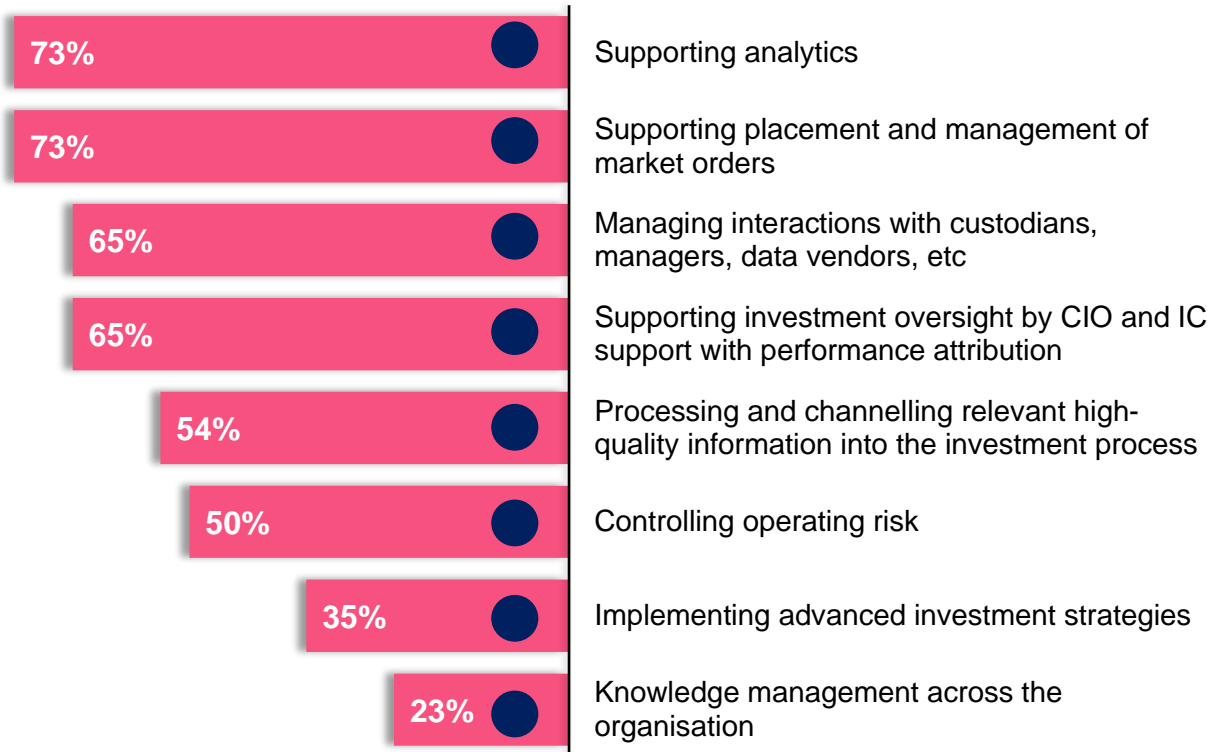 73%
Supporting analytics
73%
Supporting placement and management of
market orders
65%
Managing interactions with custodians,
managers, data vendors, etc
65%
Supporting investment oversight by CIO and IC
support with performance attribution
54%
Processing and channelling relevant high-
quality information into the investment process
50%
Controlling operating risk
35%
Implementing advanced investment strategies
23%
Knowledge management across the
organisation